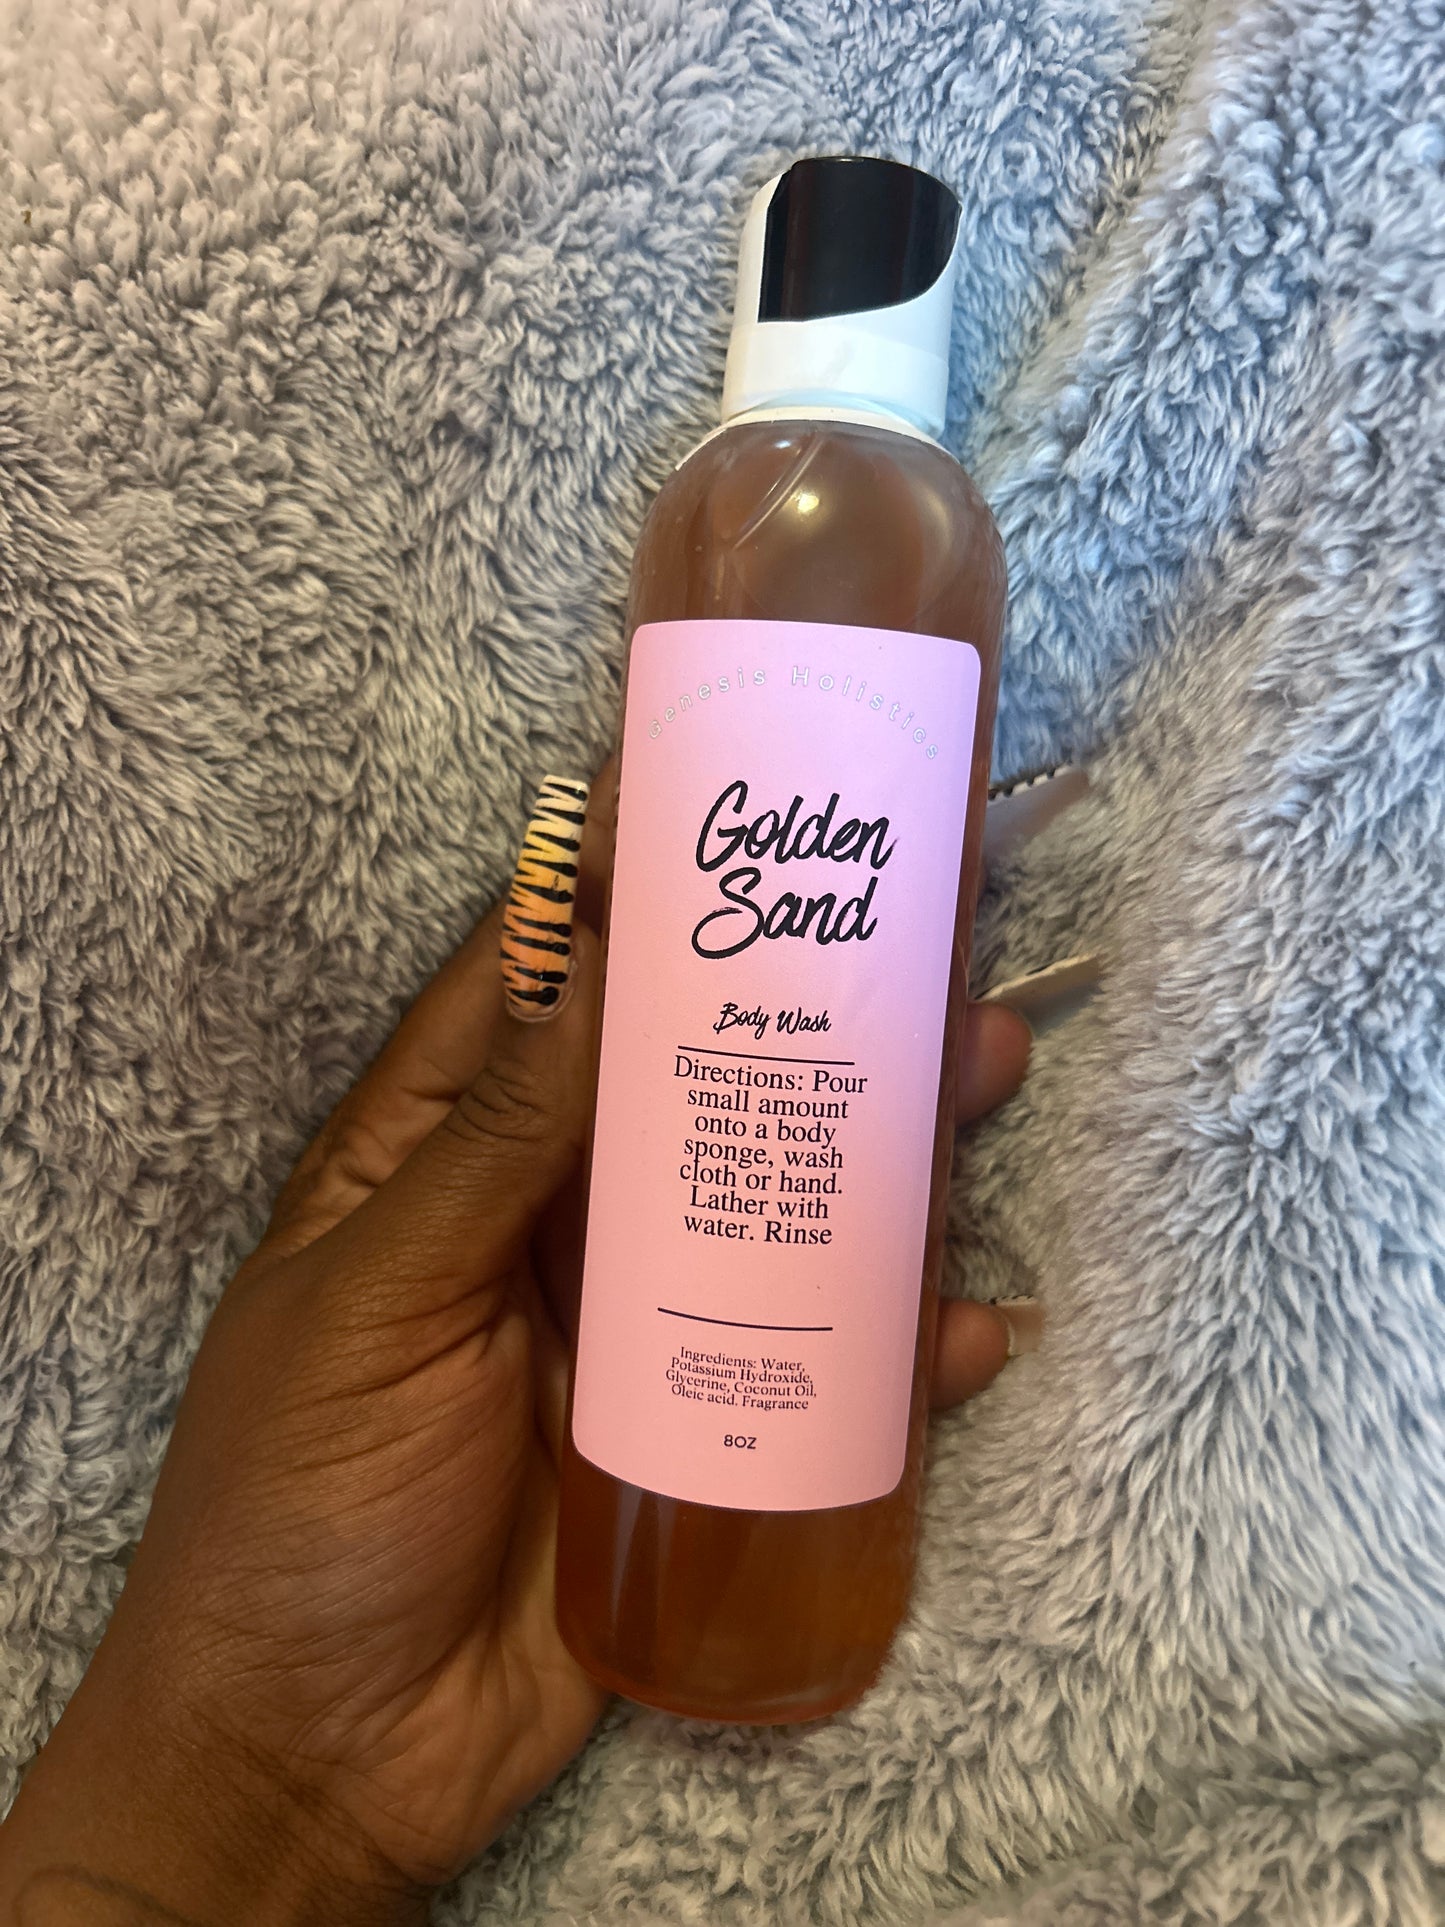 Genesis Holistics
Golden
Sand
Body Wash
Directions: Pour
small amount
onto a body
sponge, wash
cloth or hand.
Lather with
water. Rinse
Ingredients: Water,
Potassium Hydroxide,
Glycerine, Coconut Oil,
Oleic acid. Fragrance
8OZ